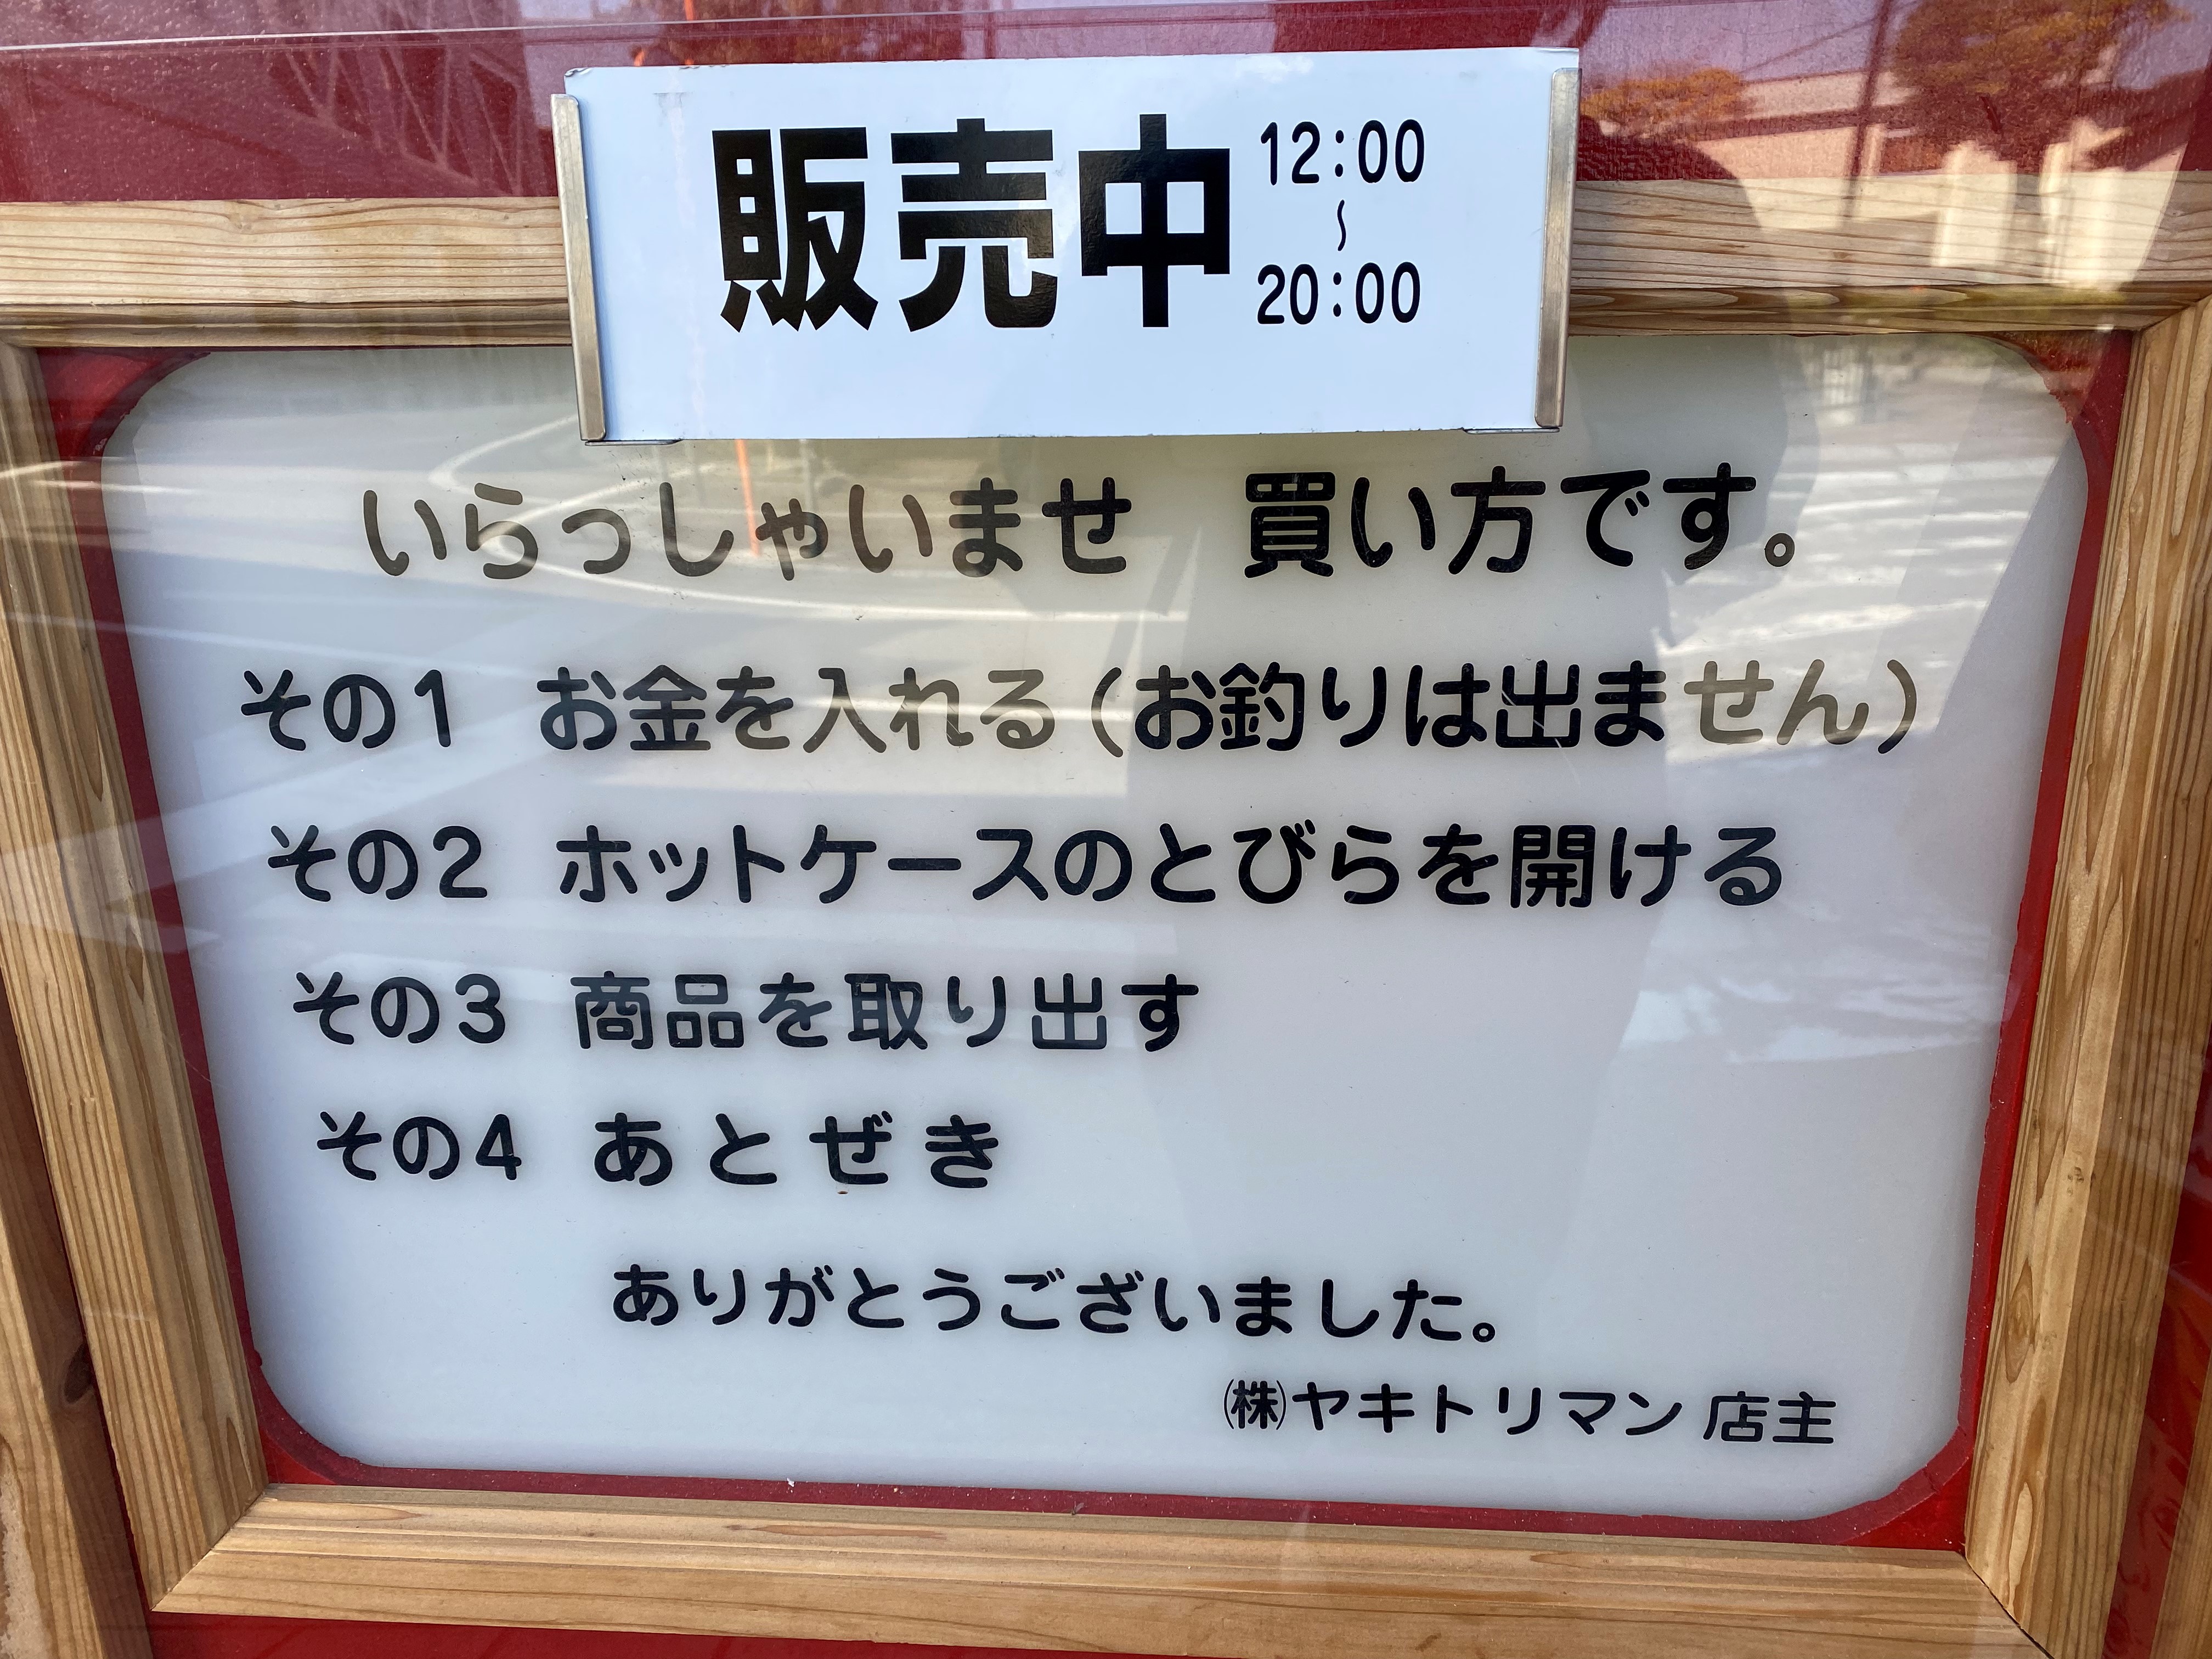 販売中 12:00
〜
20:00
いらっしゃいませ 買い方です。
その1 お金を入れる(お釣りは出ません)
その2 ホットケースのとびらを開ける
その3 商品を取り出す
その4 あとぜき
ありがとうございました。
㈱ヤキトリマン 店主